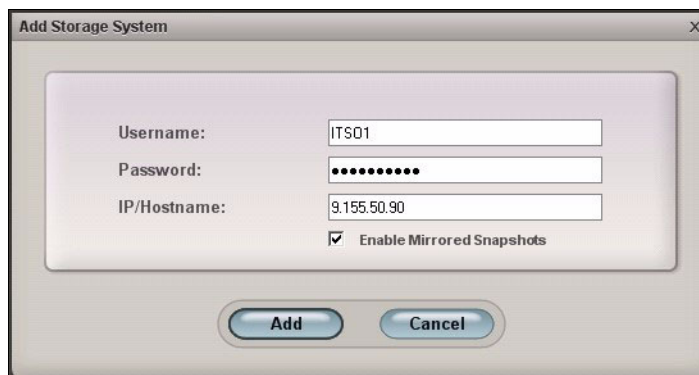 Add Storage System X
Username: ITSO1
Password: ••••••••••
IP/Hostname: 9.155.50.90
Enable Mirrored Snapshots
Add Cancel